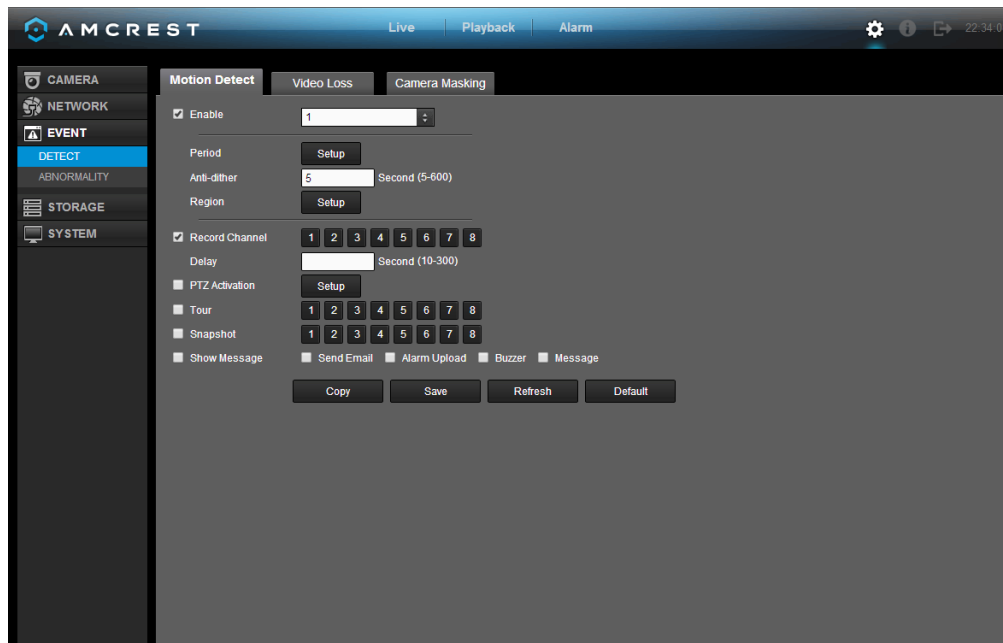 AMCREST Live Playback Alarm 22:34:0
CAMERA
NETWORK
EVENT
DETECT
ABNORMALITY
STORAGE
SYSTEM
Motion Detect Video Loss Camera Masking
Enable 1
Period Setup
Anti-dither 5 Second (5-600)
Region Setup
Record Channel 1 2 3 4 5 6 7 8
Delay Second (10-300)
PTZ Activation Setup
Tour 1 2 3 4 5 6 7 8
Snapshot 1 2 3 4 5 6 7 8
Show Message Send Email Alarm Upload Buzzer Message
Copy Save Refresh Default